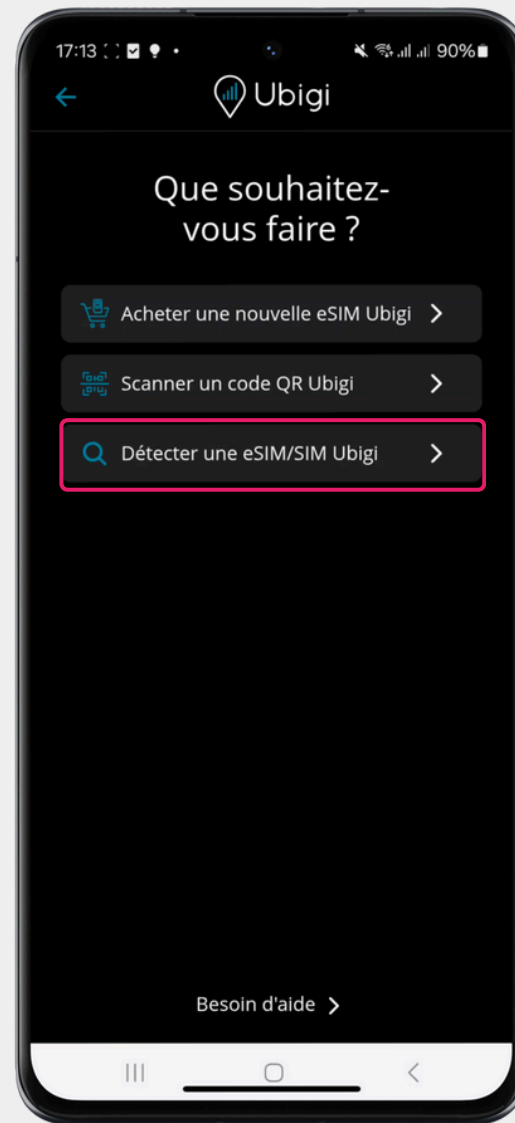 17:13 90%
Ubigi
Que souhaitez-
vous faire ?
Acheter une nouvelle eSIM Ubigi
Scanner un code QR Ubigi
Détecter une eSIM/SIM Ubigi
Besoin d'aide